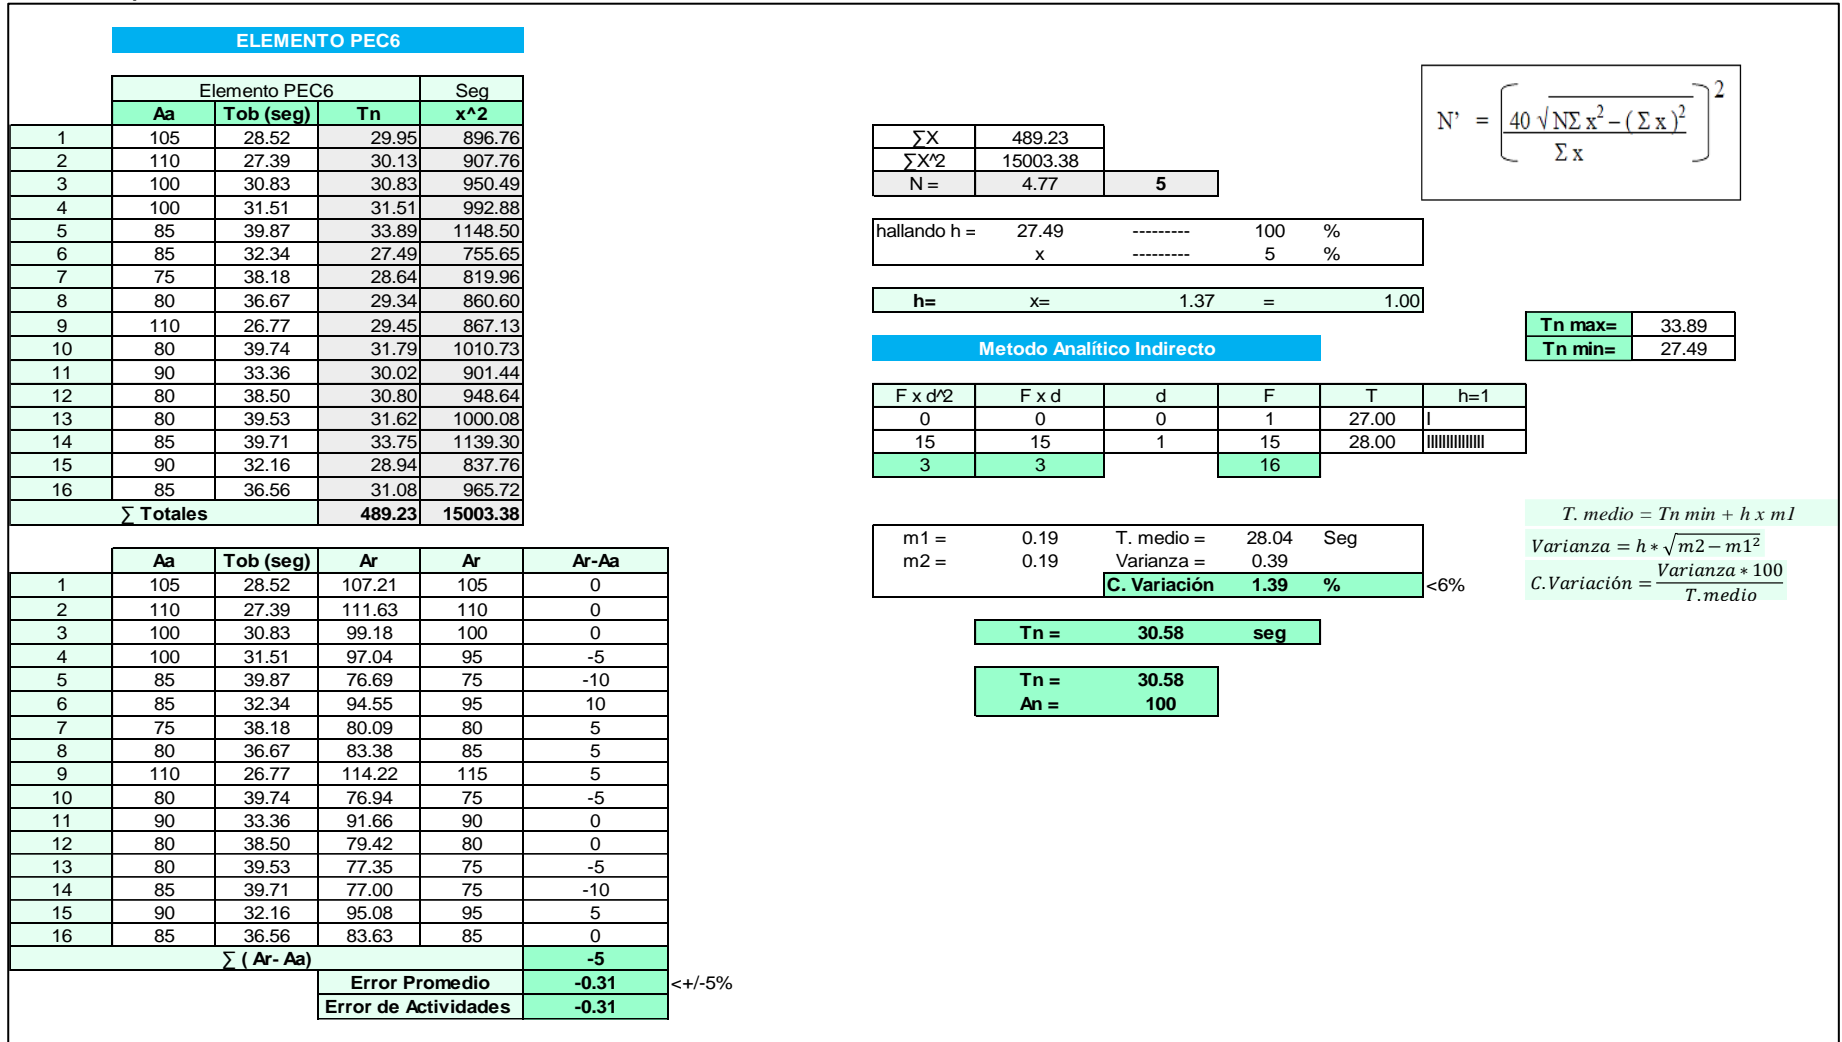 ELEMENTO PEC6
Elemento PEC6 Seg
Aa Tob (seg) Tn x^2
1 105 28.52 29.95 896.76
2 110 27.39 30.13 907.76
3 100 30.83 30.83 950.49
4 100 31.51 31.51 992.88
5 85 39.87 33.89 1148.50
6 85 32.34 27.49 755.65
7 75 38.18 28.64 819.96
8 80 36.67 29.34 860.60
9 110 26.77 29.45 867.13
10 80 39.74 31.79 1010.73
11 90 33.36 30.02 901.44
12 80 38.50 30.80 948.64
13 80 39.53 31.62 1000.08
14 85 39.71 33.75 1139.30
15 90 32.16 28.94 837.76
16 85 36.56 31.08 965.72
∑ Totales 489.23 15003.38
Aa Tob (seg) Ar Ar Ar-Aa
1 105 28.52 107.21 105 0
2 110 27.39 111.63 110 0
3 100 30.83 99.18 100 0
4 100 31.51 97.04 95 -5
5 85 39.87 76.69 75 -10
6 85 32.34 94.55 95 10
7 75 38.18 80.09 80 5
8 80 36.67 83.38 85 5
9 110 26.77 114.22 115 5
10 80 39.74 76.94 75 -5
11 90 33.36 91.66 90 0
12 80 38.50 79.42 80 0
13 80 39.53 77.35 75 -5
14 85 39.71 77.00 75 -10
15 90 32.16 95.08 95 5
16 85 36.56 83.63 85 0
∑ ( Ar- Aa) -5
Error Promedio -0.31 <+/-5%
Error de Actividades -0.31
∑X 489.23
∑X^2 15003.38
N = 4.77 5
hallando h = 27.49 --------- 100 %
x --------- 5 %
h= x= 1.37 = 1.00
Metodo Analítico Indirecto
F x d^2 F x d d F T h=1
0 0 0 1 27.00 I
15 15 1 15 28.00 IIIIIIIIIIIIIII
3 3 16
m1 = 0.19 T. medio = 28.04 Seg
m2 = 0.19 Varianza = 0.39
C. Variación 1.39 % <6%
Tn = 30.58 seg
Tn = 30.58
An = 100
N' = [40 √NΣ x² – ( Σ x )² / Σ x]²
Tn max= 33.89
Tn min= 27.49
T. medio = Tn min + h x m1
Varianza = h ∗ √m2 − m1²
C.Variación = Varianza ∗ 100 / T.medio